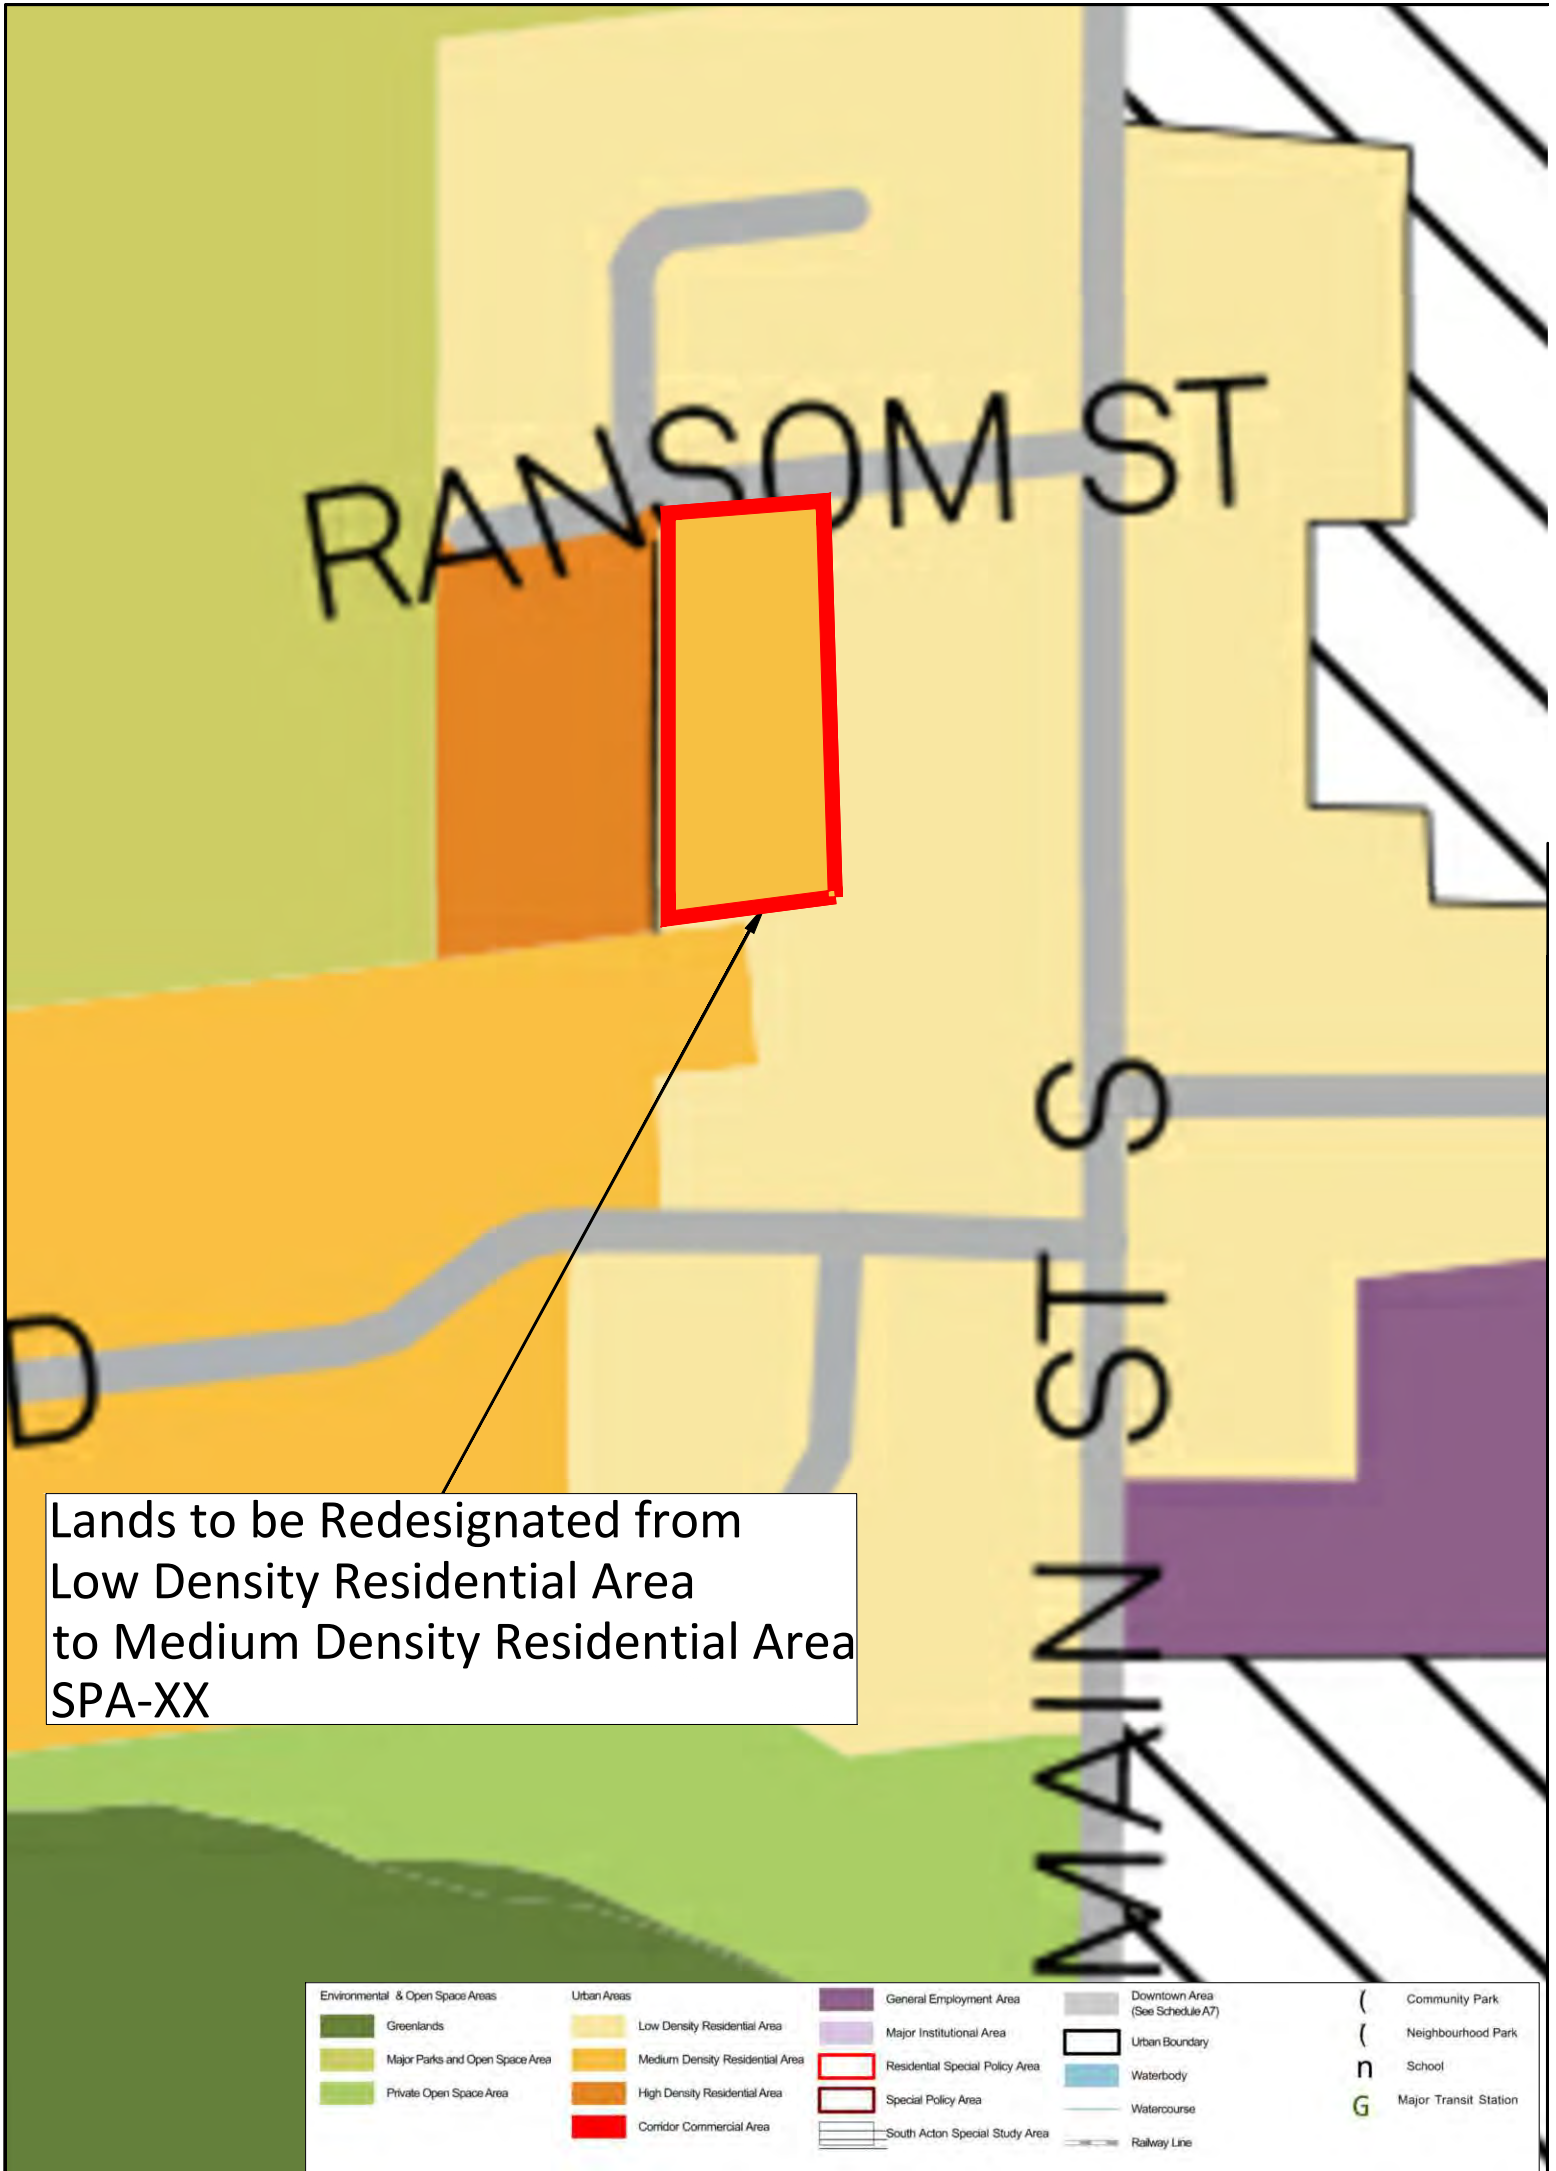 RANSOM ST
MAIN ST S
D
Lands to be Redesignated from
Low Density Residential Area
to Medium Density Residential Area
SPA-XX
Environmental & Open Space Areas
Greenlands
Major Parks and Open Space Area
Private Open Space Area
Urban Areas
Low Density Residential Area
Medium Density Residential Area
High Density Residential Area
Corridor Commercial Area
General Employment Area
Major Institutional Area
Residential Special Policy Area
Special Policy Area
South Acton Special Study Area
Downtown Area
(See Schedule A7)
Urban Boundary
Waterbody
Watercourse
Railway Line
( Community Park
( Neighbourhood Park
n School
G Major Transit Station